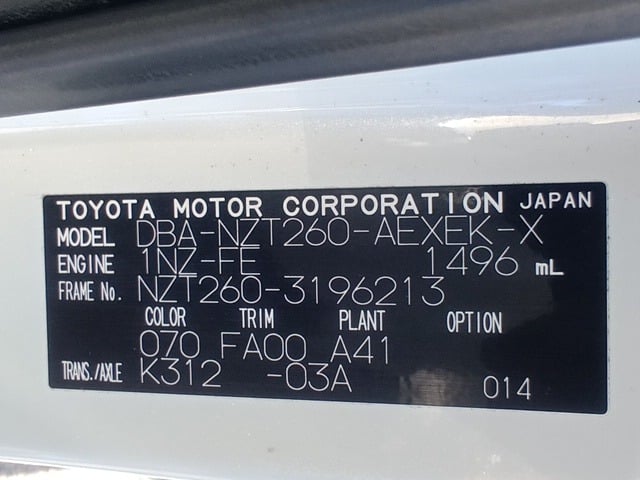 TOYOTA MOTOR CORPORATION JAPAN
MODEL DBA-NZT260-AEXEK-X
ENGINE 1NZ-FE 1496 mL
FRAME No. NZT260-3196213
COLOR TRIM PLANT OPTION
070 FA00 A41
TRANS./AXLE K312 -03A 014